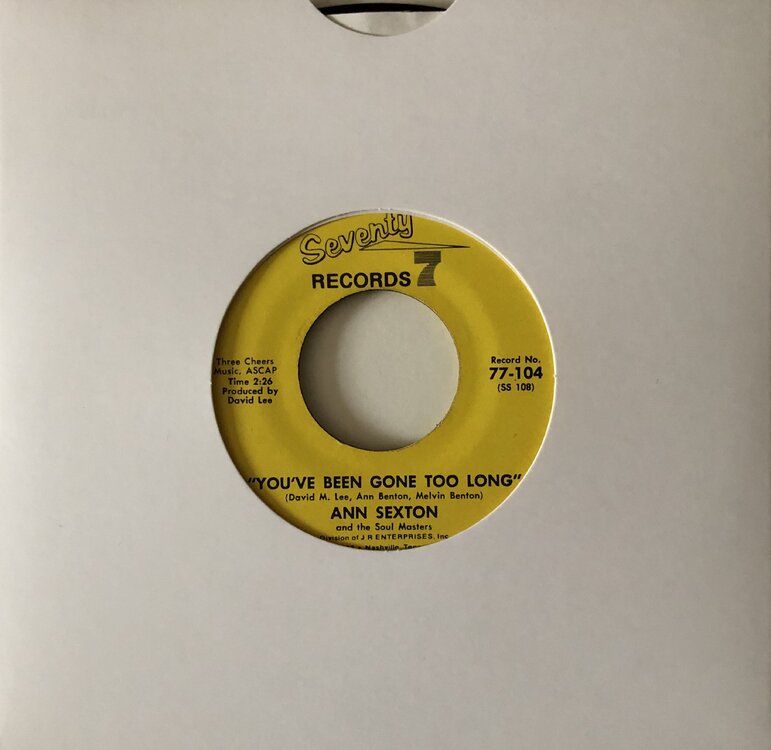 Seventy
RECORDS 7
Three Cheers
Music, ASCAP
Time 2:26
Produced by
David Lee
Record No.
77-104
(SS 108)
"YOU'VE BEEN GONE TOO LONG"
(David M. Lee, Ann Benton, Melvin Benton)
ANN SEXTON
and the Soul Masters
Division of J R ENTERPRISES, Inc.
Nashville,